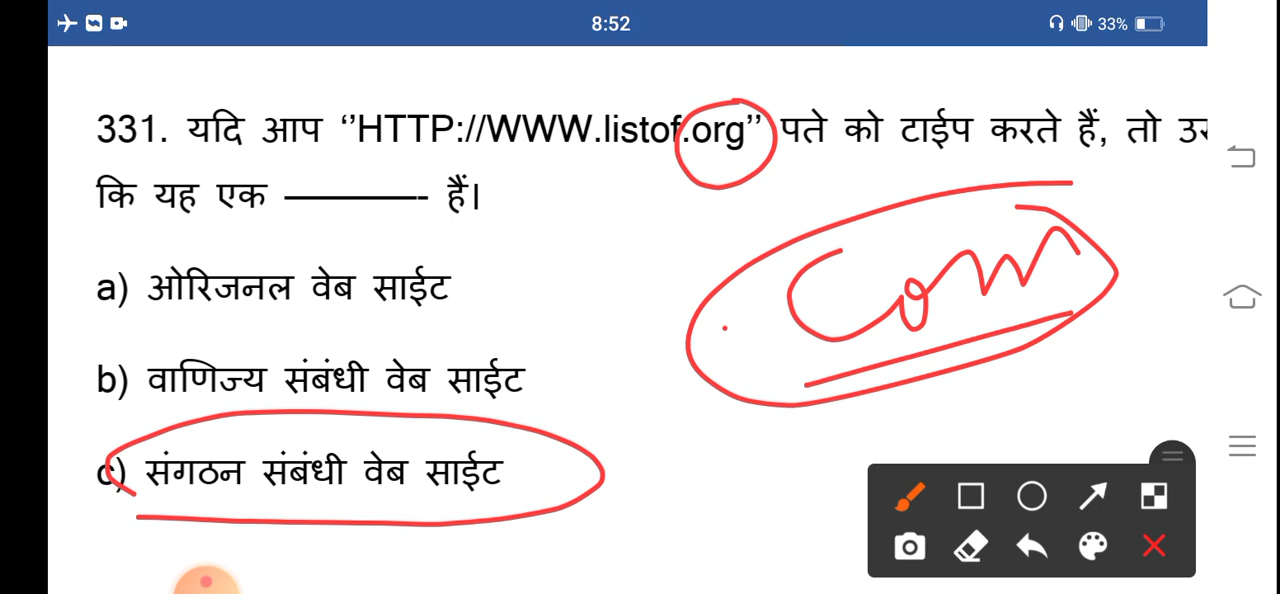 8:52
33%
331. यदि आप ‘‘HTTP://WWW.listof.org’’ पते को टाईप करते हैं, तो
कि यह एक ———— हैं।
com
a) ओरिजनल वेब साईट
b) वाणिज्य संबंधी वेब साईट
c) संगठन संबंधी वेब साईट